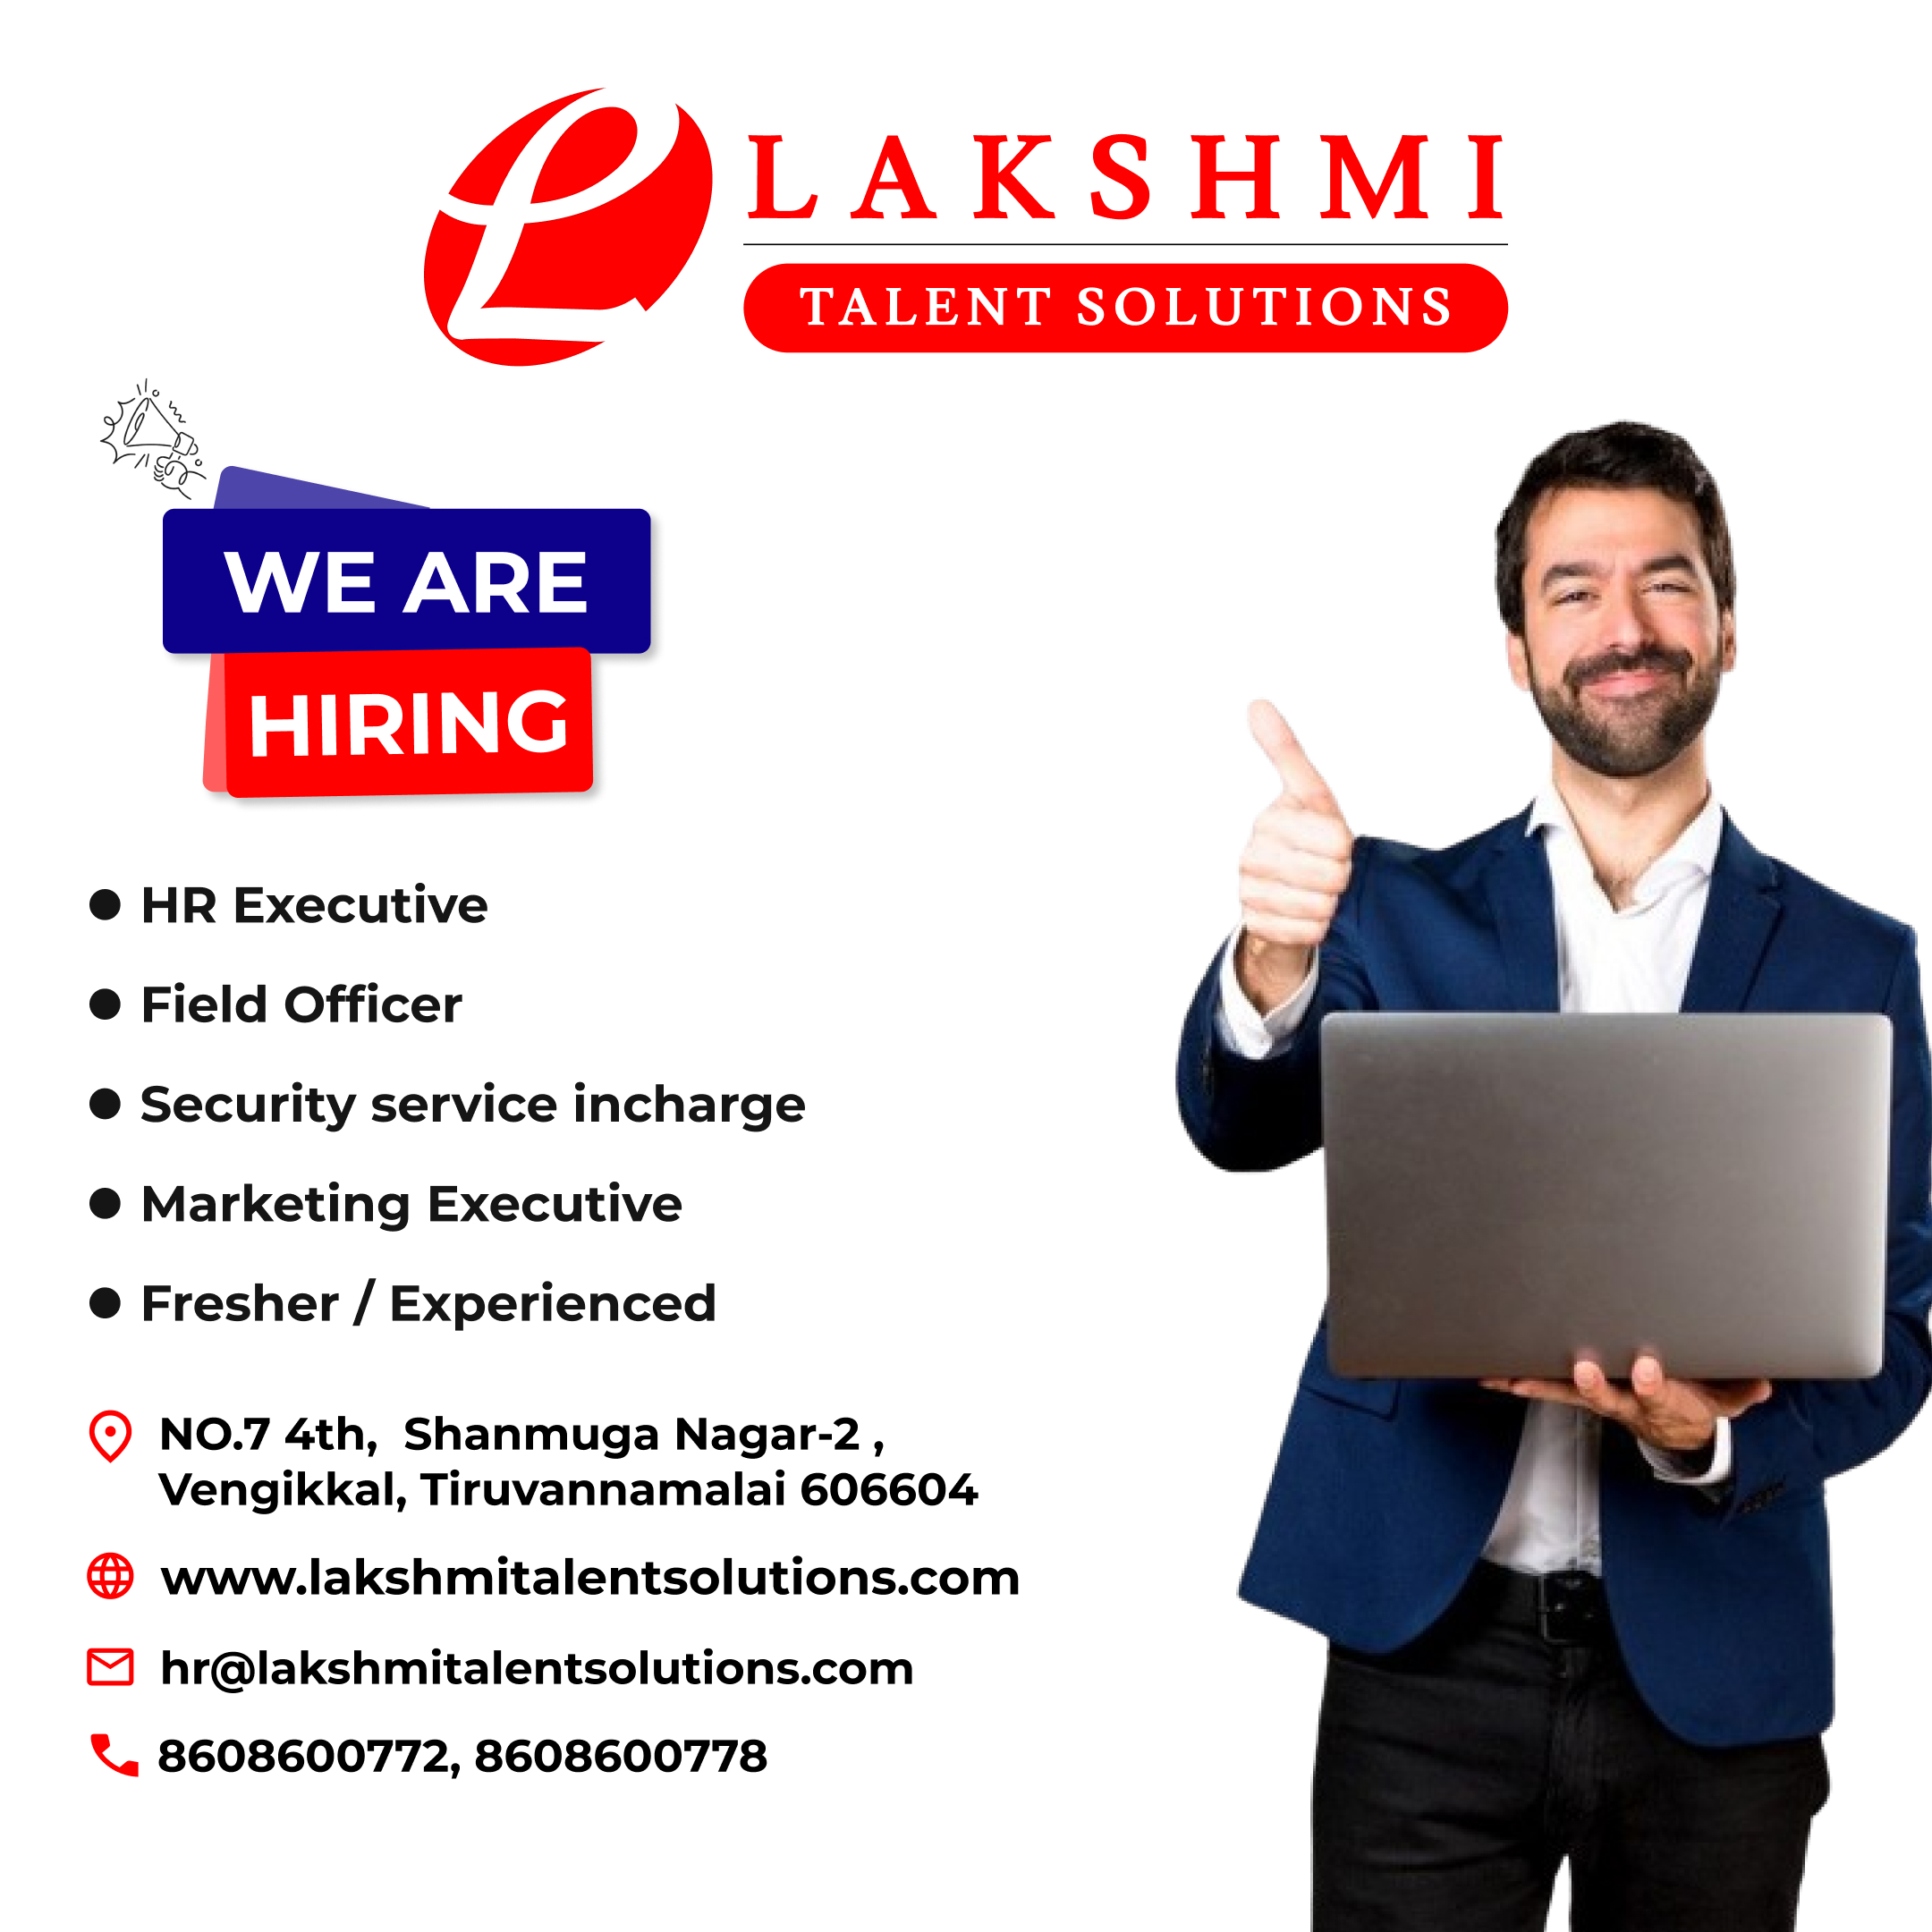 LAKSHMI
TALENT SOLUTIONS
WE ARE
HIRING
● HR Executive
● Field Officer
● Security service incharge
● Marketing Executive
● Fresher / Experienced
NO.7 4th, Shanmuga Nagar-2 ,
Vengikkal, Tiruvannamalai 606604
www.lakshmitalentsolutions.com
hr@lakshmitalentsolutions.com
8608600772, 8608600778